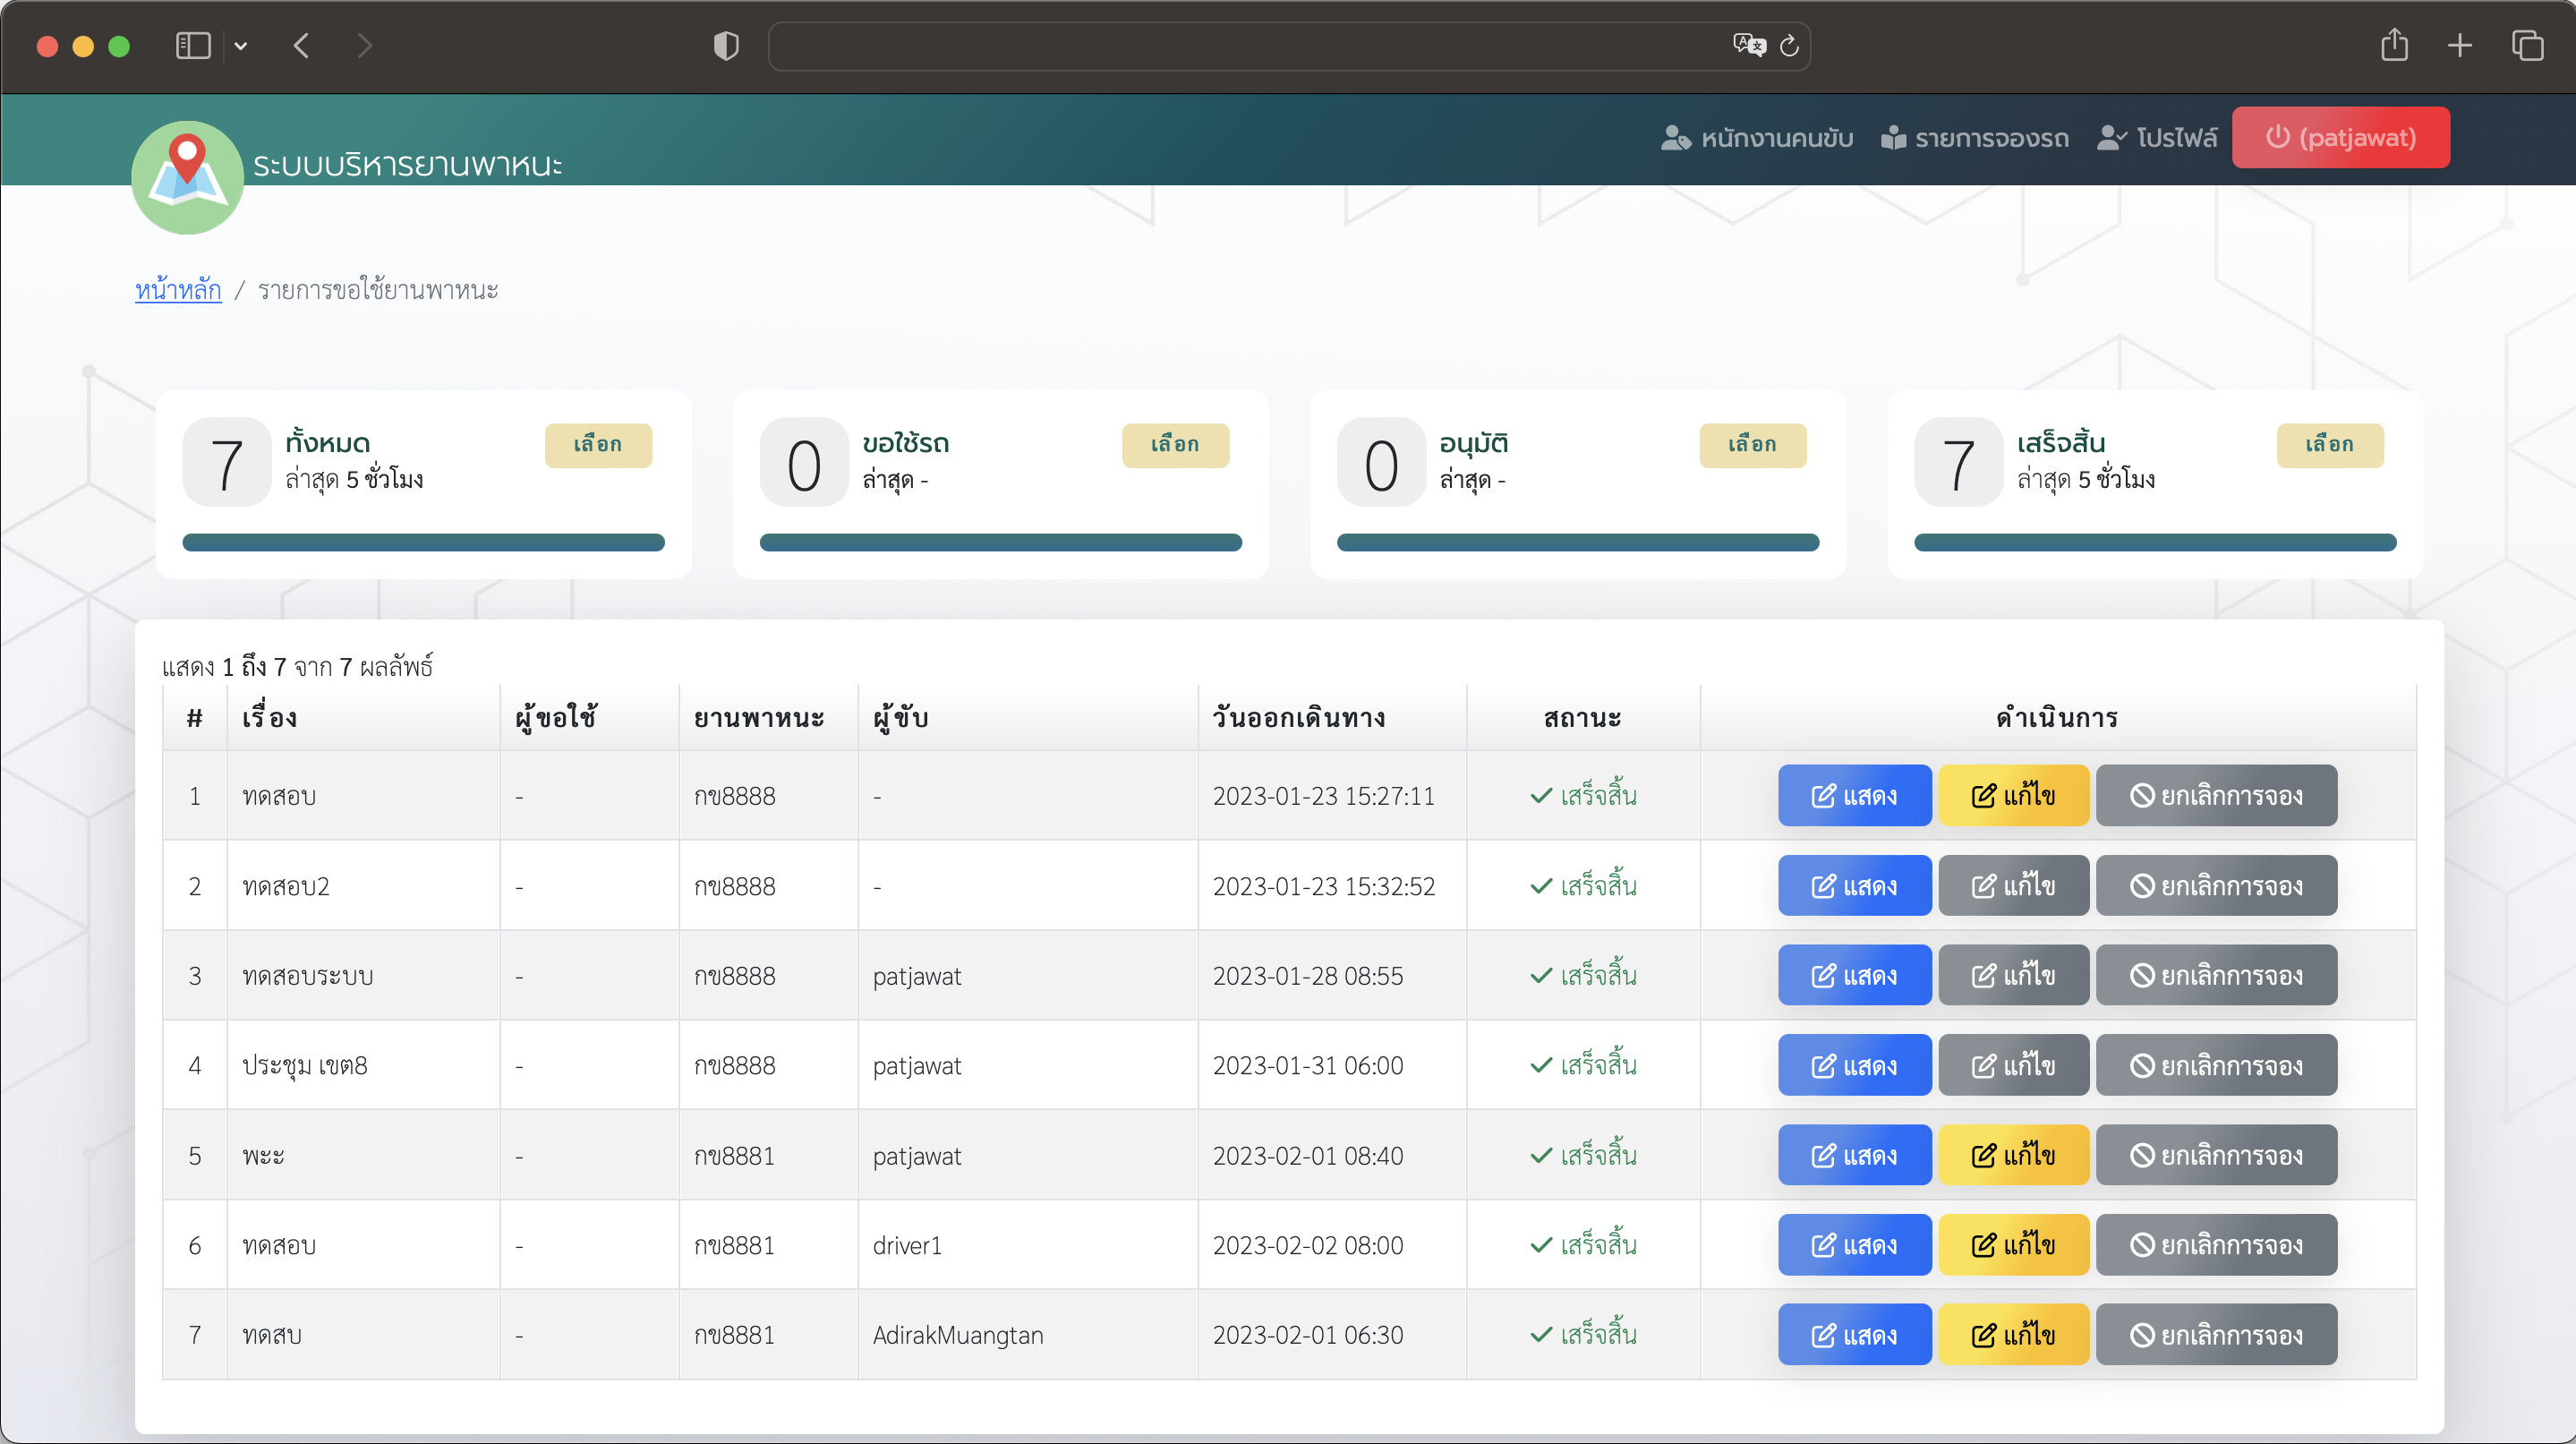 ระบบบริหารยานพาหนะ
หนักงานคนขับ รายการจองรถ โปรไฟล์ (patjawat)
หน้าหลัก / รายการขอใช้ยานพาหนะ
7 ทั้งหมด เลือก
ล่าสุด 5 ชั่วโมง
0 ขอใช้รถ เลือก
ล่าสุด -
0 อนุมัติ เลือก
ล่าสุด -
7 เสร็จสิ้น เลือก
ล่าสุด 5 ชั่วโมง
แสดง 1 ถึง 7 จาก 7 ผลลัพธ์
# เรื่อง ผู้ขอใช้ ยานพาหนะ ผู้ขับ วันออกเดินทาง สถานะ ดำเนินการ
1 ทดสอบ - กข8888 - 2023-01-23 15:27:11 เสร็จสิ้น แสดง แก้ไข ยกเลิกการจอง
2 ทดสอบ2 - กข8888 - 2023-01-23 15:32:52 เสร็จสิ้น แสดง แก้ไข ยกเลิกการจอง
3 ทดสอบระบบ - กข8888 patjawat 2023-01-28 08:55 เสร็จสิ้น แสดง แก้ไข ยกเลิกการจอง
4 ประชุม เขต8 - กข8888 patjawat 2023-01-31 06:00 เสร็จสิ้น แสดง แก้ไข ยกเลิกการจอง
5 พะะ - กข8881 patjawat 2023-02-01 08:40 เสร็จสิ้น แสดง แก้ไข ยกเลิกการจอง
6 ทดสอบ - กข8881 driver1 2023-02-02 08:00 เสร็จสิ้น แสดง แก้ไข ยกเลิกการจอง
7 ทดสบ - กข8881 AdirakMuangtan 2023-02-01 06:30 เสร็จสิ้น แสดง แก้ไข ยกเลิกการจอง